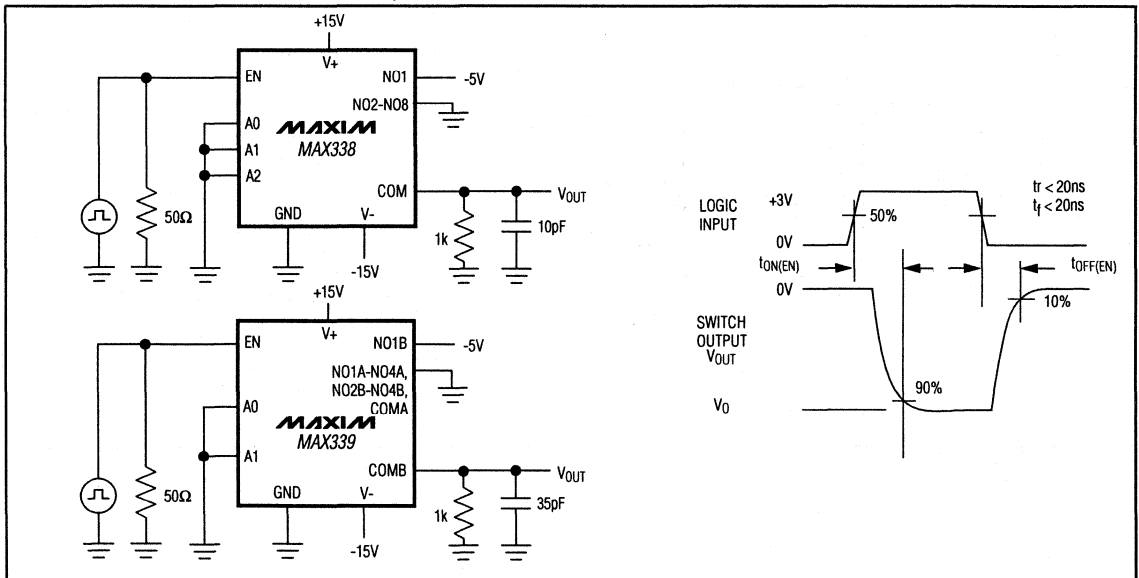 +15V
V+
EN
NO1
-5V
NO2-NO8
A0
A1
A2
MAXIM
MAX338
COM
VOUT
50Ω
GND
V-
1k
10pF
-15V
+15V
V+
EN
NO1B
-5V
NO1A-NO4A,
NO2B-NO4B,
COMA
A0
MAXIM
MAX339
A1
COMB
VOUT
50Ω
GND
V-
1k
35pF
-15V
LOGIC
INPUT
+3V
50%
0V
tr < 20ns
tf < 20ns
tON(EN)
tOFF(EN)
0V
10%
SWITCH
OUTPUT
VOUT
90%
VO